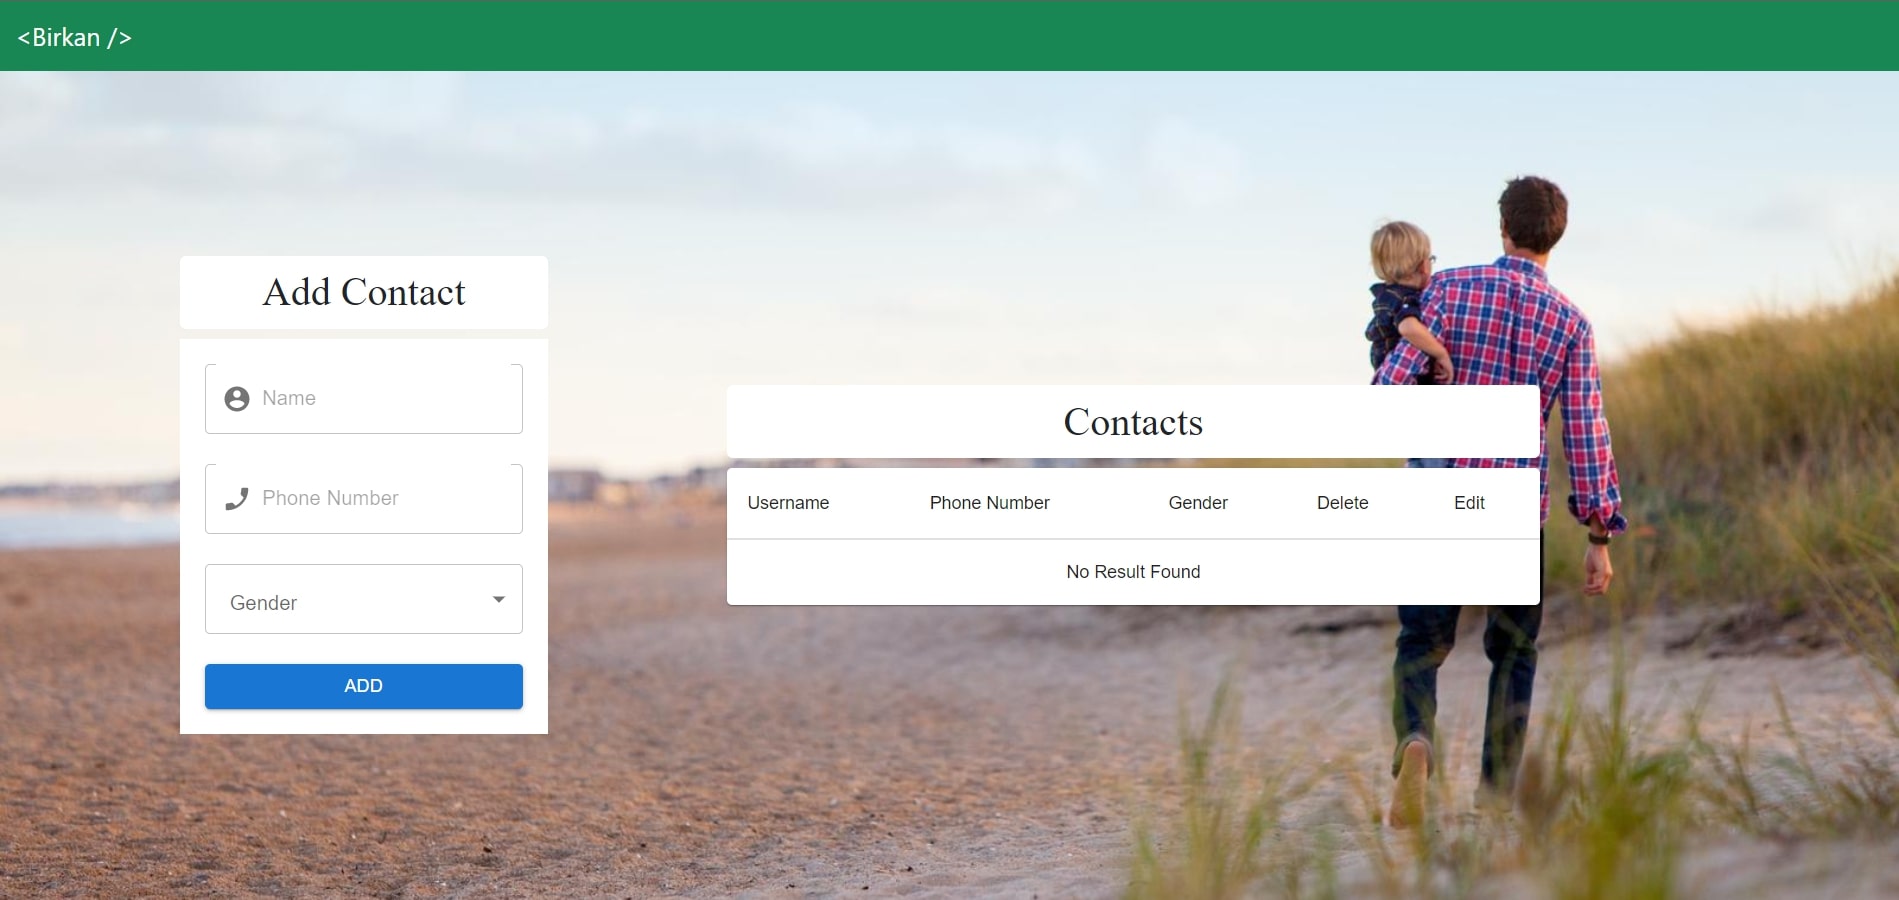 <Birkan />
Add Contact
Name
Phone Number
Gender
ADD
Contacts
Username Phone Number Gender Delete Edit
No Result Found